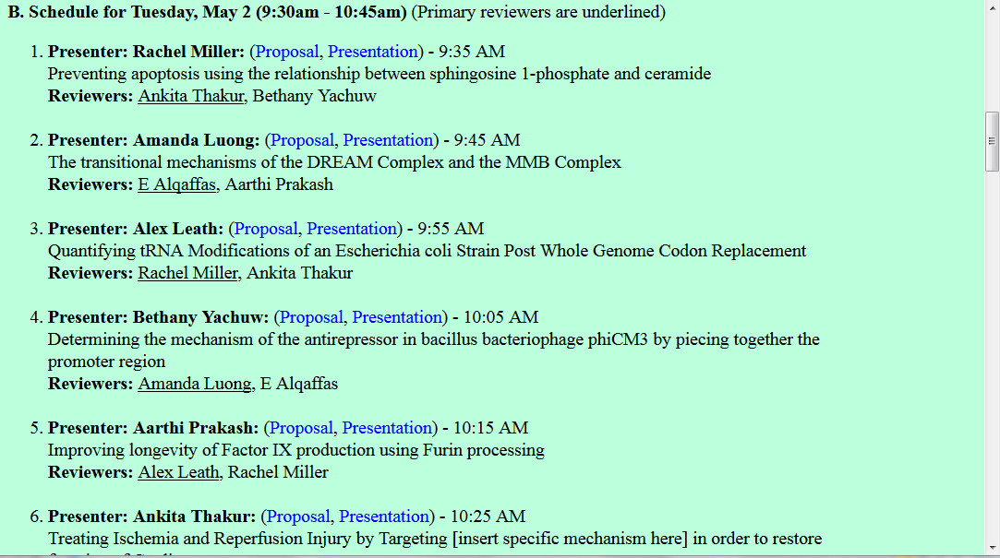 B. Schedule for Tuesday, May 2 (9:30am - 10:45am) (Primary reviewers are underlined)
1. Presenter: Rachel Miller: (Proposal, Presentation) - 9:35 AM
Preventing apoptosis using the relationship between sphingosine 1-phosphate and ceramide
Reviewers: Ankita Thakur, Bethany Yachuw
2. Presenter: Amanda Luong: (Proposal, Presentation) - 9:45 AM
The transitional mechanisms of the DREAM Complex and the MMB Complex
Reviewers: E Alqaffas, Aarthi Prakash
3. Presenter: Alex Leath: (Proposal, Presentation) - 9:55 AM
Quantifying tRNA Modifications of an Escherichia coli Strain Post Whole Genome Codon Replacement
Reviewers: Rachel Miller, Ankita Thakur
4. Presenter: Bethany Yachuw: (Proposal, Presentation) - 10:05 AM
Determining the mechanism of the antirepressor in bacillus bacteriophage phiCM3 by piecing together the
promoter region
Reviewers: Amanda Luong, E Alqaffas
5. Presenter: Aarthi Prakash: (Proposal, Presentation) - 10:15 AM
Improving longevity of Factor IX production using Furin processing
Reviewers: Alex Leath, Rachel Miller
6. Presenter: Ankita Thakur: (Proposal, Presentation) - 10:25 AM
Treating Ischemia and Reperfusion Injury by Targeting [insert specific mechanism here] in order to restore